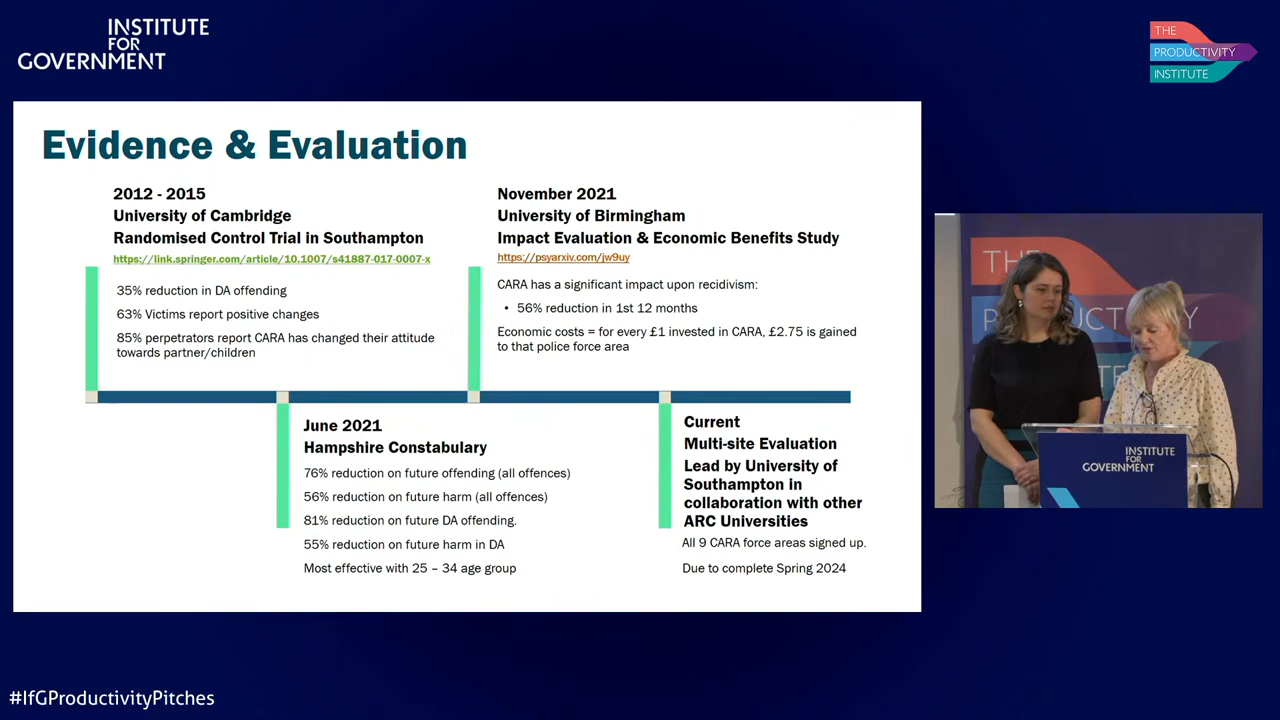 INSTITUTE
FOR
GOVERNMENT
THE
PRODUCTIVITY
INSTITUTE
Evidence & Evaluation
2012 - 2015
University of Cambridge
Randomised Control Trial in Southampton
https://link.springer.com/article/10.1007/s41887-017-0007-x
35% reduction in DA offending
63% Victims report positive changes
85% perpetrators report CARA has changed their attitude
towards partner/children
November 2021
University of Birmingham
Impact Evaluation & Economic Benefits Study
https://psyarxiv.com/jw9uy
CARA has a significant impact upon recidivism:
• 56% reduction in 1st 12 months
Economic costs = for every £1 invested in CARA, £2.75 is gained
to that police force area
June 2021
Hampshire Constabulary
76% reduction on future offending (all offences)
56% reduction on future harm (all offences)
81% reduction on future DA offending.
55% reduction on future harm in DA
Most effective with 25 – 34 age group
Current
Multi-site Evaluation
Lead by University of
Southampton in
collaboration with other
ARC Universities
All 9 CARA force areas signed up.
Due to complete Spring 2024
THE
INSTITUTE
FOR
GOVERNMENT
#IfGProductivityPitches